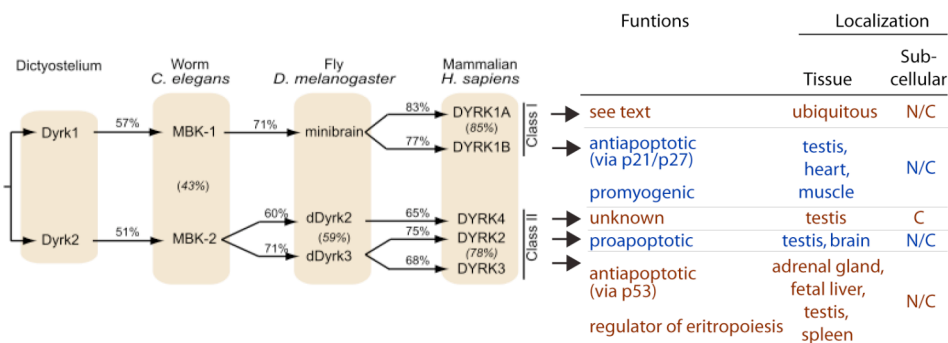 Funtions
Localization
Dictyostelium
Worm
C. elegans
Fly
D. melanogaster
Mammalian
H. sapiens
Tissue
Sub-
cellular
Dyrk1
57%
MBK-1
71%
minibrain
83%
DYRK1A
(85%)
77%
DYRK1B
Class I
see text
ubiquitous
N/C
antiapoptotic
(via p21/p27)
promyogenic
testis,
heart,
muscle
N/C
(43%)
Dyrk2
51%
MBK-2
60%
dDyrk2
(59%)
71%
dDyrk3
65%
DYRK4
75%
DYRK2
(78%)
68%
DYRK3
Class II
unknown
testis
C
proapoptotic
testis, brain
N/C
antiapoptotic
(via p53)
regulator of eritropoiesis
adrenal gland,
fetal liver,
testis,
spleen
N/C